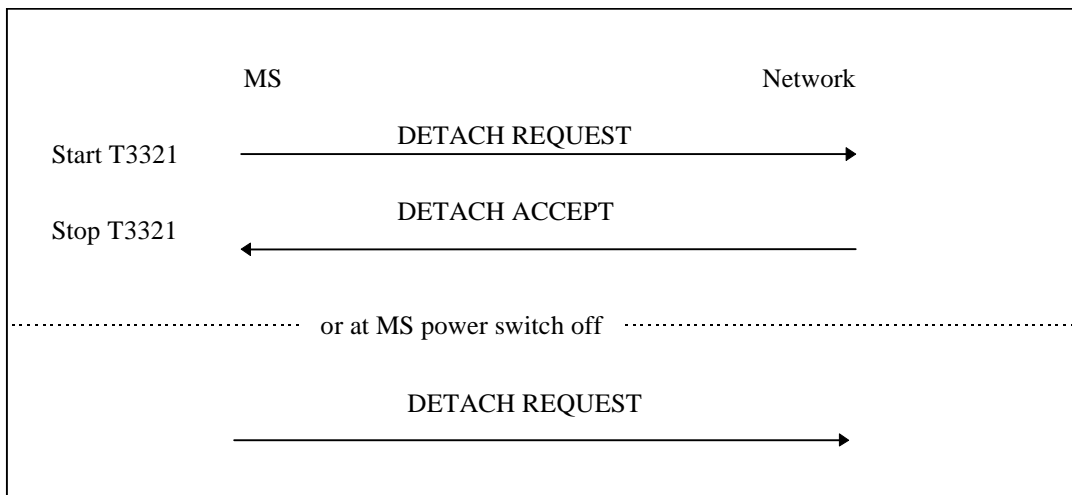 MS Network
DETACH REQUEST
Start T3321
DETACH ACCEPT
Stop T3321
or at MS power switch off
DETACH REQUEST